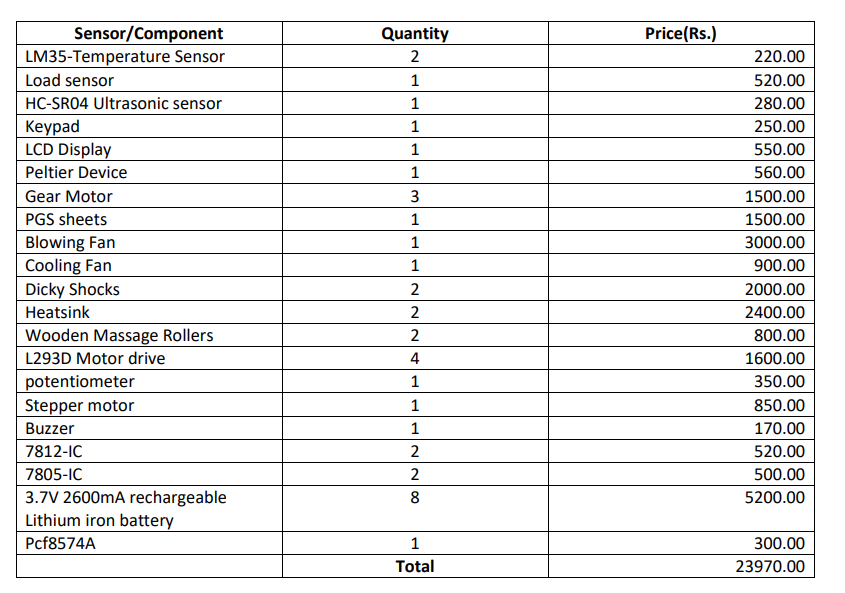 Sensor/Component Quantity Price(Rs.)
LM35-Temperature Sensor 2 220.00
Load sensor 1 520.00
HC-SR04 Ultrasonic sensor 1 280.00
Keypad 1 250.00
LCD Display 1 550.00
Peltier Device 1 560.00
Gear Motor 3 1500.00
PGS sheets 1 1500.00
Blowing Fan 1 3000.00
Cooling Fan 1 900.00
Dicky Shocks 2 2000.00
Heatsink 2 2400.00
Wooden Massage Rollers 2 800.00
L293D Motor drive 4 1600.00
potentiometer 1 350.00
Stepper motor 1 850.00
Buzzer 1 170.00
7812-IC 2 520.00
7805-IC 2 500.00
3.7V 2600mA rechargeable 8 5200.00
Lithium iron battery
Pcf8574A 1 300.00
Total 23970.00